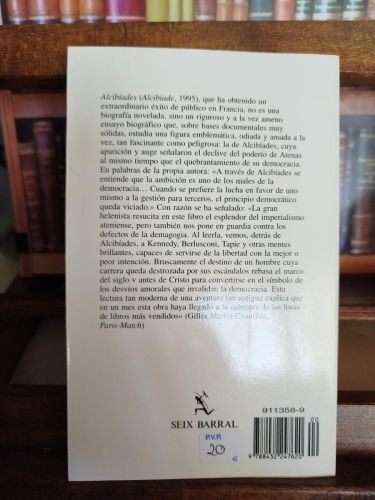 Alcibíades (Alcibiade, 1995), que ha obtenido un
extraordinario éxito de público en Francia, no es una
biografía novelada, sino un riguroso y a la vez ameno
ensayo biográfico que, sobre bases documentales muy
sólidas, estudia una figura emblemática, odiada y amada a la
vez, tan fascinante como peligrosa: la de Alcibíades, cuya
aparición y auge señalaron el declive del poderío de Atenas
al mismo tiempo que el quebrantamiento de su democracia.
En palabras de la propia autora: «A través de Alcibíades se
entiende que la ambición es uno de los males de la
democracia... Cuando se prefiere la lucha en favor de uno
mismo a la gestión para terceros, el principio democrático
queda viciado.» Con razón se ha señalado: «La gran
helenista resucita en este libro el esplendor del imperialismo
ateniense, pero también nos pone en guardia contra los
defectos de la demagogia. Al leerla, vemos, detrás de
Alcibíades, a Kennedy, Berlusconi, Tapie y otras mentes
brillantes, capaces de servirse de la libertad con la mejor o
peor intención. Bruscamente el destino de un hombre cuya
carrera queda destrozada por sus escándalos rebasa el marco
del siglo V antes de Cristo para convertirse en el símbolo de
los desvíos amorales que invalidan la democracia. Esta
lectura tan moderna de una aventura tan antigua explica que
en un mes esta obra haya llegado a la cabecera de las listas
de libros más vendidos» (Gilles Martin-Chauffier,
Paris-Match)
SEIX BARRAL
P.V.P.
20
€
911358-9
00
9 788432 247620